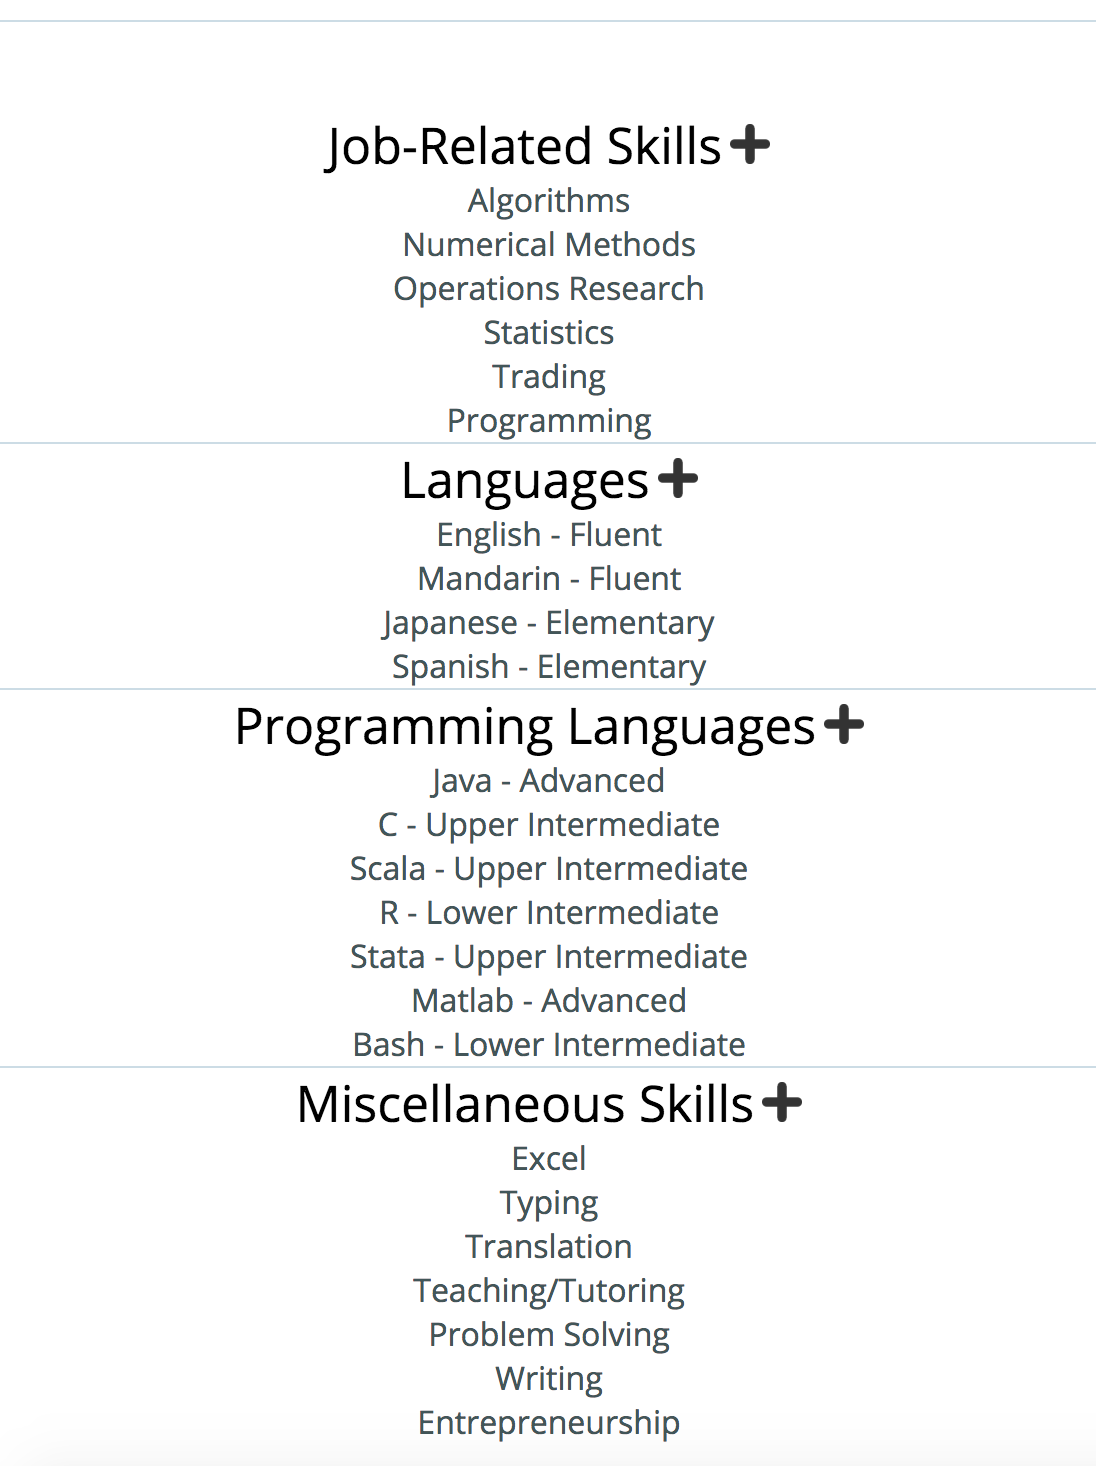 Job-Related Skills
Algorithms
Numerical Methods
Operations Research
Statistics
Trading
Programming
Languages
English - Fluent
Mandarin - Fluent
Japanese - Elementary
Spanish - Elementary
Programming Languages
Java - Advanced
C - Upper Intermediate
Scala - Upper Intermediate
R - Lower Intermediate
Stata - Upper Intermediate
Matlab - Advanced
Bash - Lower Intermediate
Miscellaneous Skills
Excel
Typing
Translation
Teaching/Tutoring
Problem Solving
Writing
Entrepreneurship